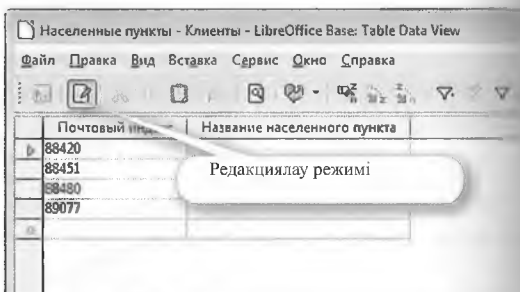 Населенные пункты - Клиенты - LibreOffice Base: Table Data View
Файл Правка Вид Вставка Сервис Окно Справка
Почтовый индекс Название населенного пункта
88420
88451
88480
89077
Редакциялау режимі